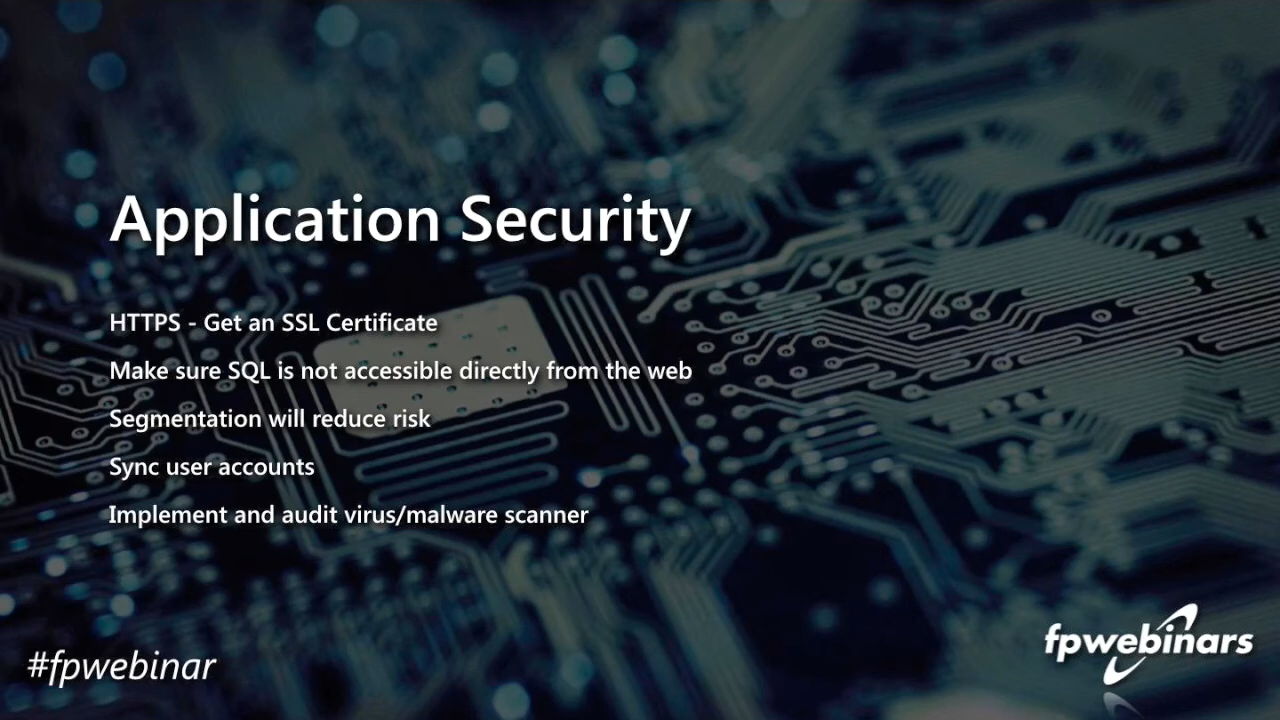 Application Security
HTTPS - Get an SSL Certificate
Make sure SQL is not accessible directly from the web
Segmentation will reduce risk
Sync user accounts
Implement and audit virus/malware scanner
#fpwebinar
fpwebinars